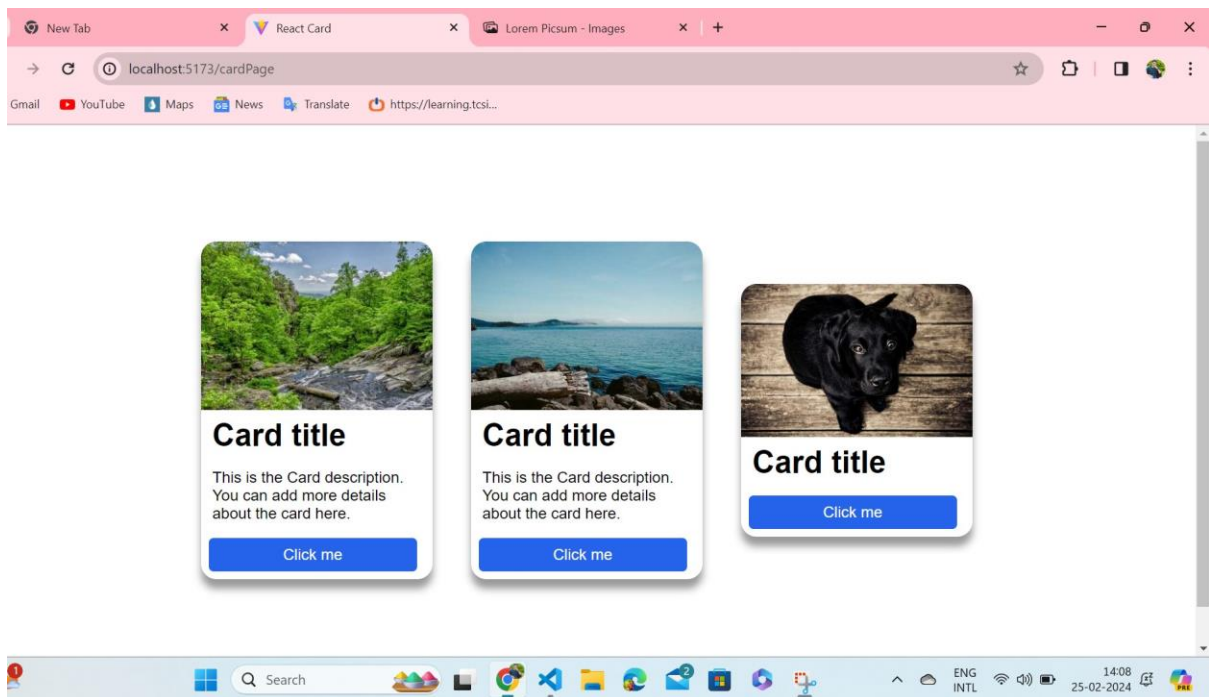 New Tab
React Card
Lorem Picsum - Images
localhost:5173/cardPage
Gmail
YouTube
Maps
News
Translate
https://learning.tcsi...
Card title
This is the Card description.
You can add more details
about the card here.
Click me
Card title
This is the Card description.
You can add more details
about the card here.
Click me
Card title
Click me
1
Search
2
ENG
INTL
14:08
25-02-2024
PRE